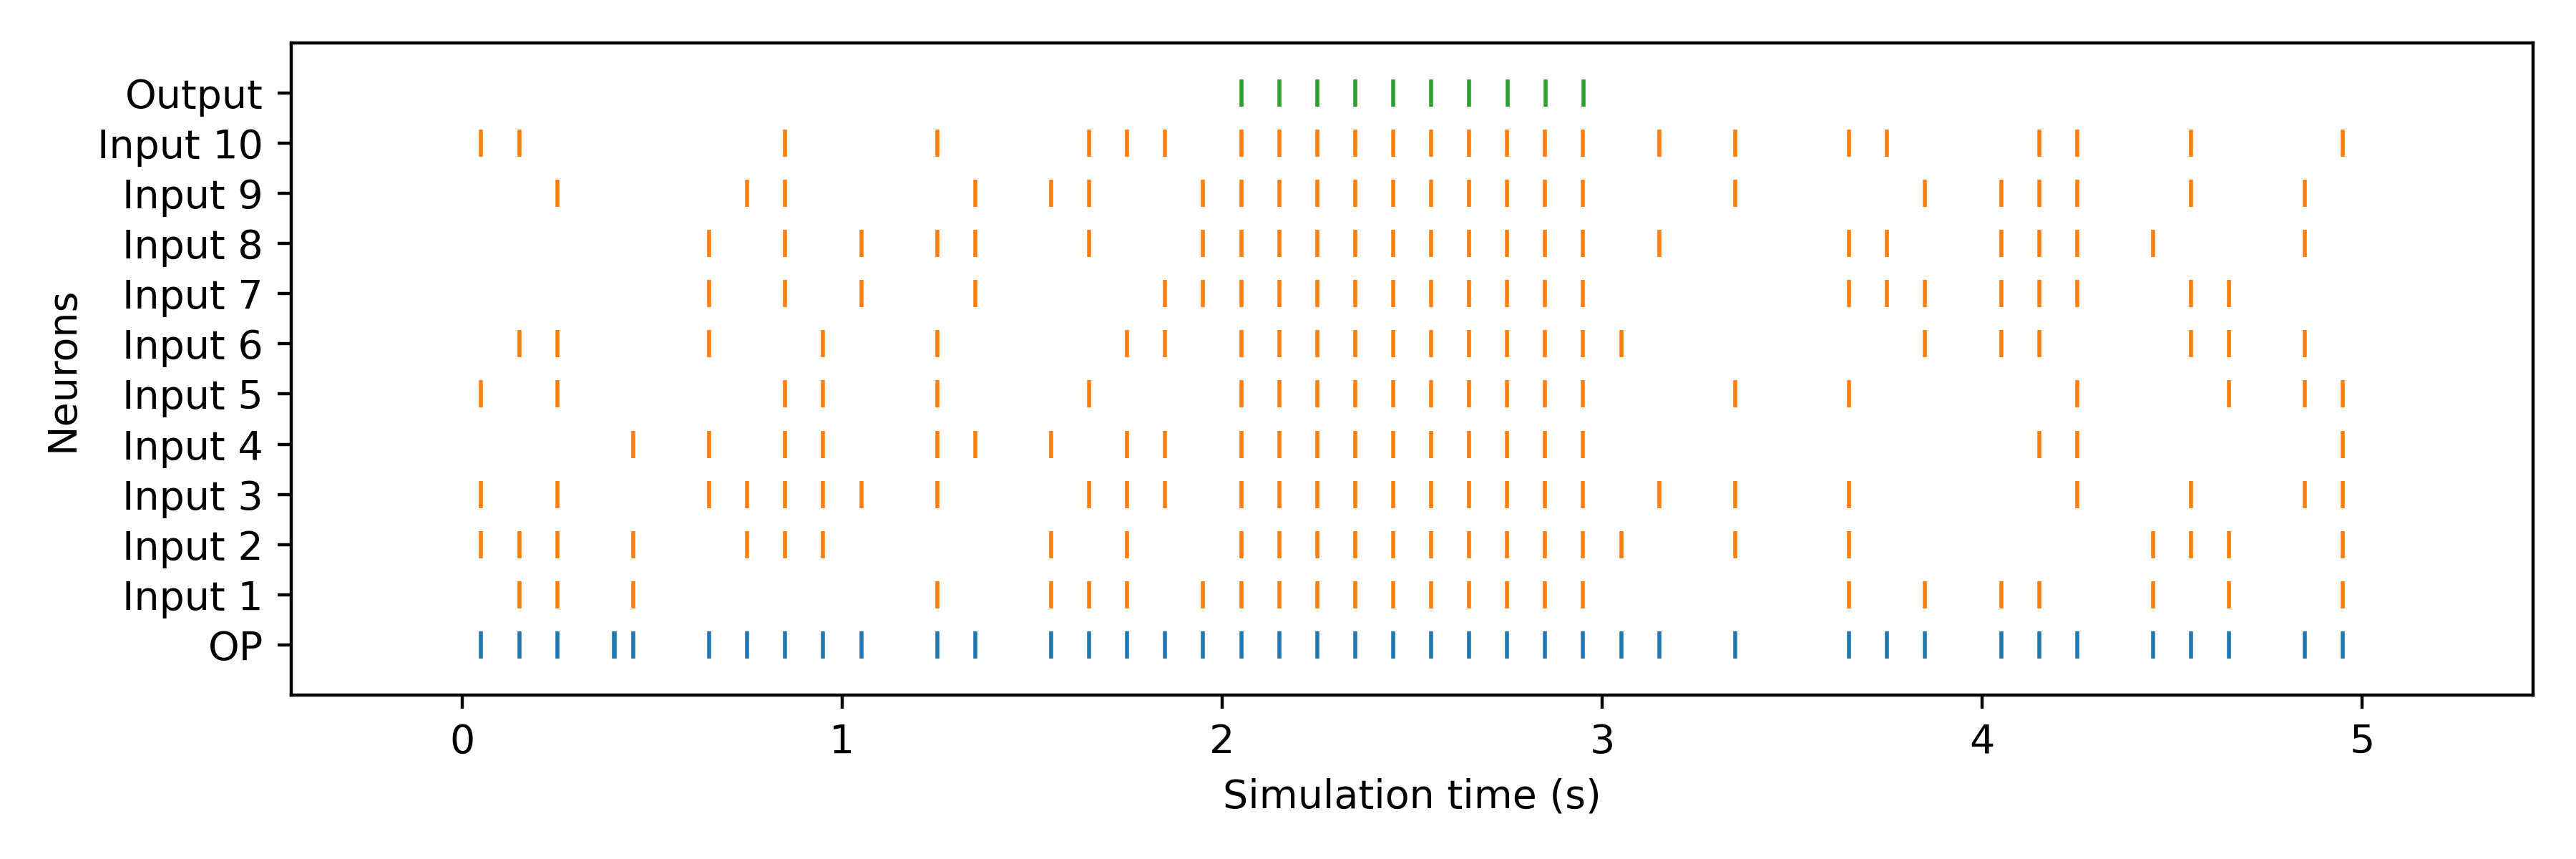 Output
Input 10
Input 9
Input 8
Input 7
Input 6
Input 5
Input 4
Input 3
Input 2
Input 1
OP
Neurons
0 1 2 3 4 5
Simulation time (s)